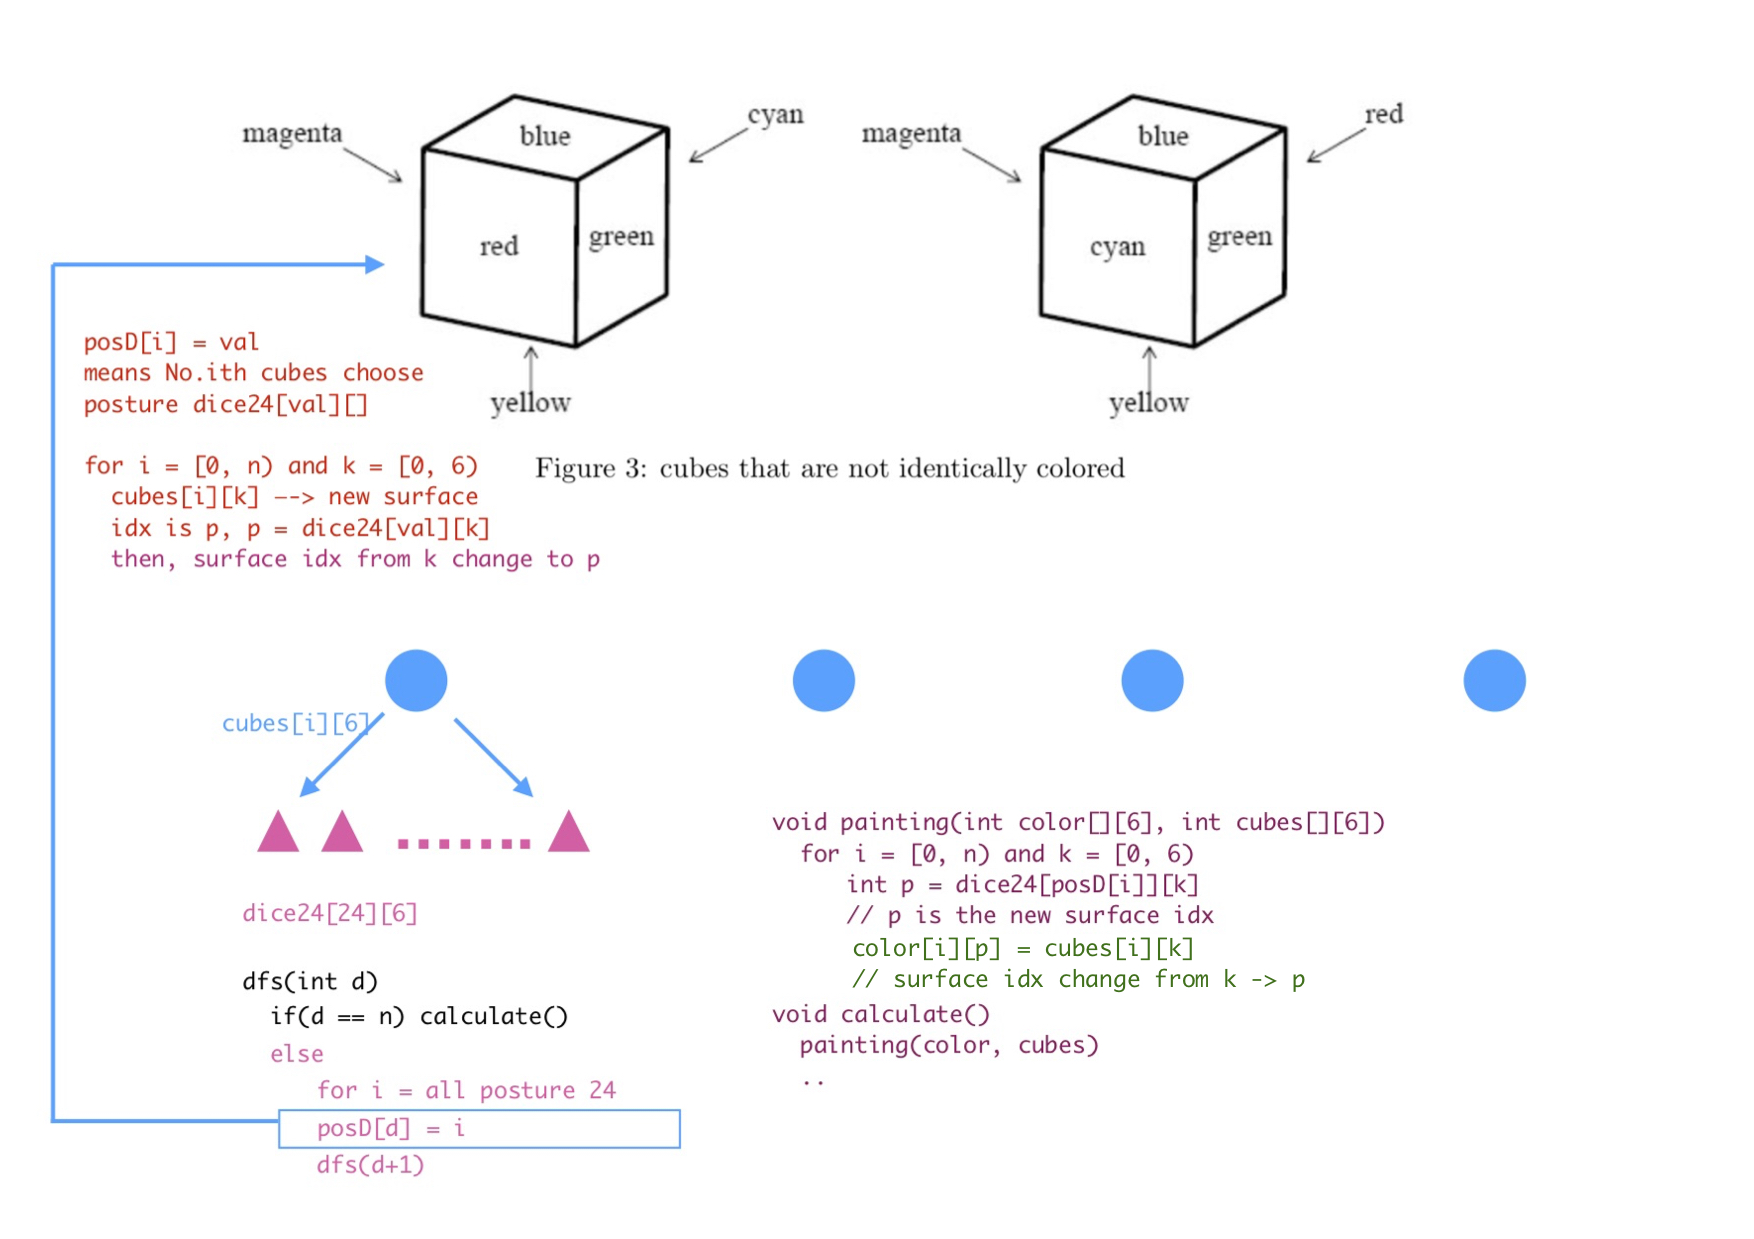 magenta
blue
cyan
red
green
yellow
magenta
blue
red
cyan
green
yellow
Figure 3: cubes that are not identically colored
posD[i] = val
means No.ith cubes choose
posture dice24[val][]
for i = [0, n) and k = [0, 6)
cubes[i][k] —-> new surface
idx is p, p = dice24[val][k]
then, surface idx from k change to p
cubes[i][6]
dice24[24][6]
dfs(int d)
if(d == n) calculate()
else
for i = all posture 24
posD[d] = i
dfs(d+1)
void painting(int color[][6], int cubes[][6])
for i = [0, n) and k = [0, 6)
int p = dice24[posD[i]][k]
// p is the new surface idx
color[i][p] = cubes[i][k]
// surface idx change from k -> p
void calculate()
painting(color, cubes)
..